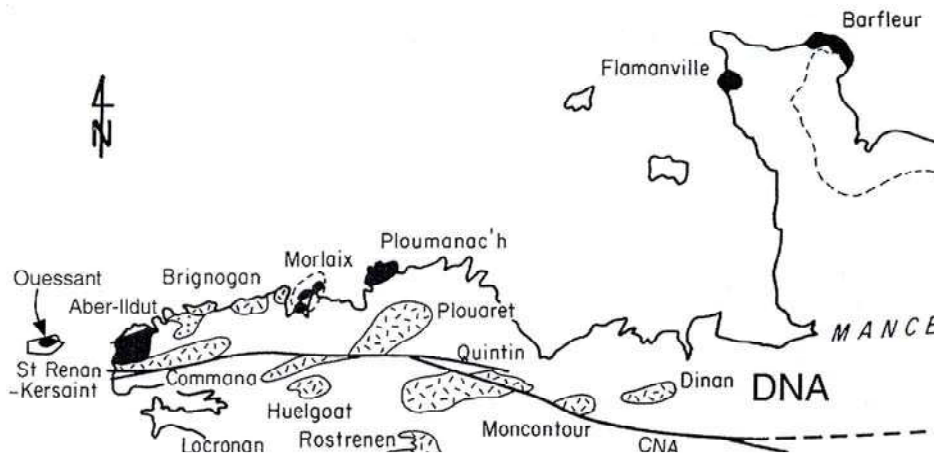 Barfleur
Flamanville
N
Ploumanac'h
Morlaix
Brignogan
Ouessant
Aber-Ildut
Plouaret
MANCE
St Renan
-Kersaint
Commana
Quintin
Dinan
DNA
Huelgoat
Moncontour
Locronan
Rostrenen
CNA